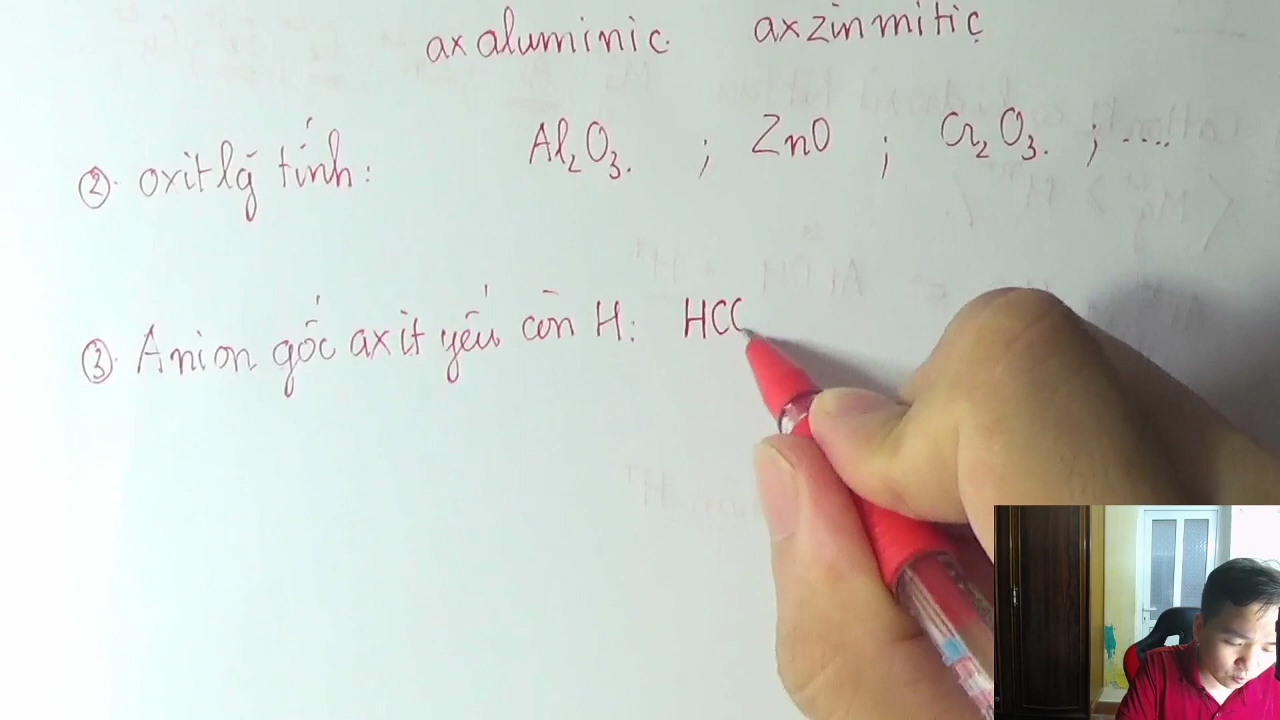 axaluminic. axzinmitic
②. oxit lg tính: Al₂O₃. ; ZnO ; Cr₂O₃. ; ....
③. Anion gốc axit yếu còn H: HCC